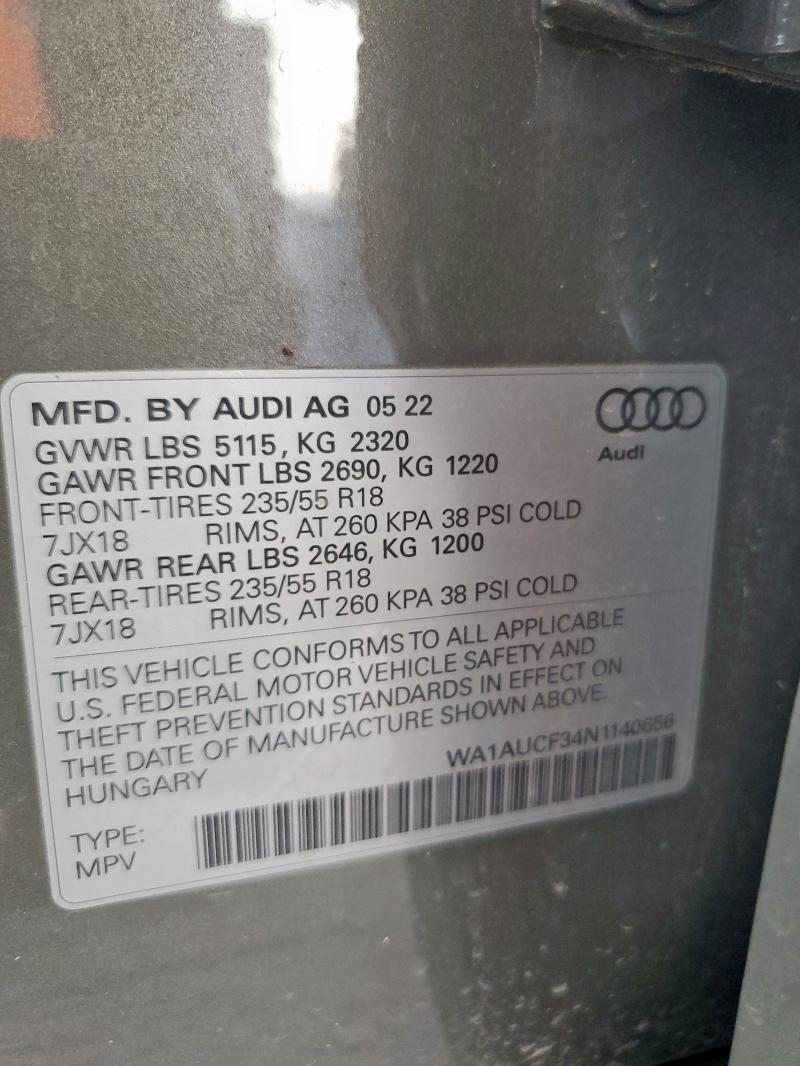 MFD. BY AUDI AG 05 22
Audi
GVWR LBS 5115, KG 2320
GAWR FRONT LBS 2690, KG 1220
FRONT-TIRES 235/55 R18
7JX18 RIMS, AT 260 KPA 38 PSI COLD
GAWR REAR LBS 2646, KG 1200
REAR-TIRES 235/55 R18
7JX18 RIMS, AT 260 KPA 38 PSI COLD
THIS VEHICLE CONFORMS TO ALL APPLICABLE
U.S. FEDERAL MOTOR VEHICLE SAFETY AND
THEFT PREVENTION STANDARDS IN EFFECT ON
THE DATE OF MANUFACTURE SHOWN ABOVE.
HUNGARY WA1AUCF34N1140656
TYPE:
MPV